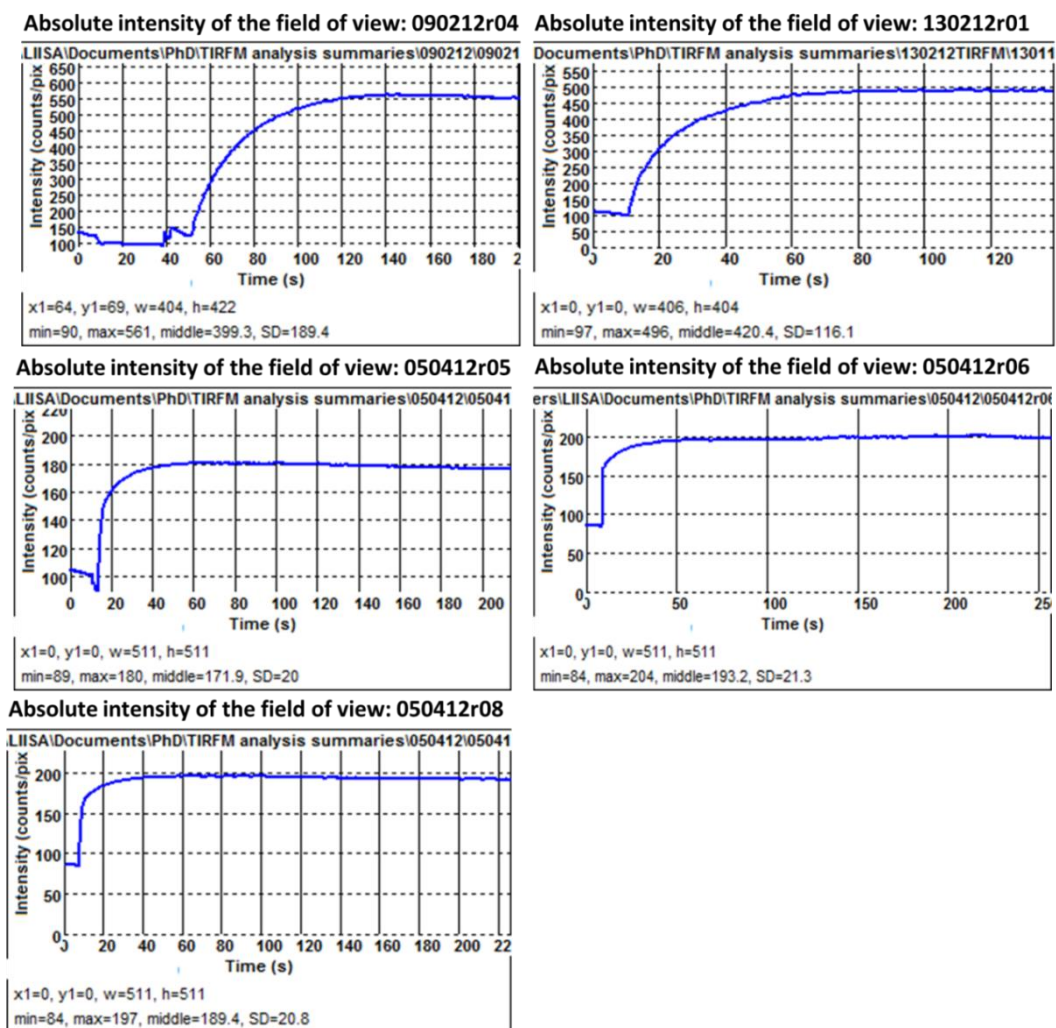 Absolute intensity of the field of view: 090212r04
.LIISA\Documents\PhD\TIRFM analysis summaries\090212\09021
Intensity (counts/pix
650
600
550
500
450
400
350
300
250
200
150
100
0 20 40 60 80 100 120 140 160 180 2
Time (s)
x1=64, y1=69, w=404, h=422
min=90, max=561, middle=399.3, SD=189.4
Absolute intensity of the field of view: 130212r01
Documents\PhD\TIRFM analysis summaries\130212TIRFM\13011
Intensity (counts/pix
550
500
450
400
350
300
250
200
150
100
50
0
0 20 40 60 80 100 120
Time (s)
x1=0, y1=0, w=406, h=404
min=97, max=496, middle=420.4, SD=116.1
Absolute intensity of the field of view: 050412r05
.LIISA\Documents\PhD\TIRFM analysis summaries\050412\05041
Intensity (counts/pix
220
200
180
160
140
120
100
0 20 40 60 80 100 120 140 160 180 200
Time (s)
x1=0, y1=0, w=511, h=511
min=89, max=180, middle=171.9, SD=20
Absolute intensity of the field of view: 050412r06
ers\LIISA\Documents\PhD\TIRFM analysis summaries\050412\050412r06
Intensity (counts/pix
200
150
100
50
0
0 50 100 150 200 250
Time (s)
x1=0, y1=0, w=511, h=511
min=84, max=204, middle=193.2, SD=21.3
Absolute intensity of the field of view: 050412r08
.LIISA\Documents\PhD\TIRFM analysis summaries\050412\05041
Intensity (counts/pix
200
150
100
50
0
0 20 40 60 80 100 120 140 160 180 200 22
Time (s)
x1=0, y1=0, w=511, h=511
min=84, max=197, middle=189.4, SD=20.8